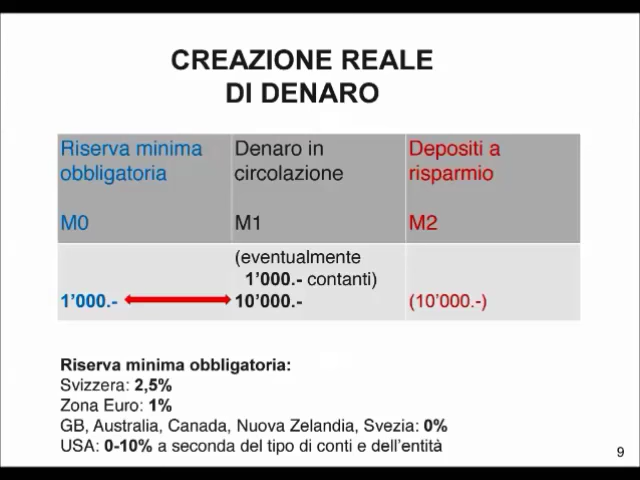 CREAZIONE REALE
DI DENARO
Riserva minima
obbligatoria
M0
Denaro in
circolazione
M1
Depositi a
risparmio
M2
1’000.-
(eventualmente
1’000.- contanti)
10’000.-
(10’000.-)
Riserva minima obbligatoria:
Svizzera: 2,5%
Zona Euro: 1%
GB, Australia, Canada, Nuova Zelandia, Svezia: 0%
USA: 0-10% a seconda del tipo di conti e dell’entità
9